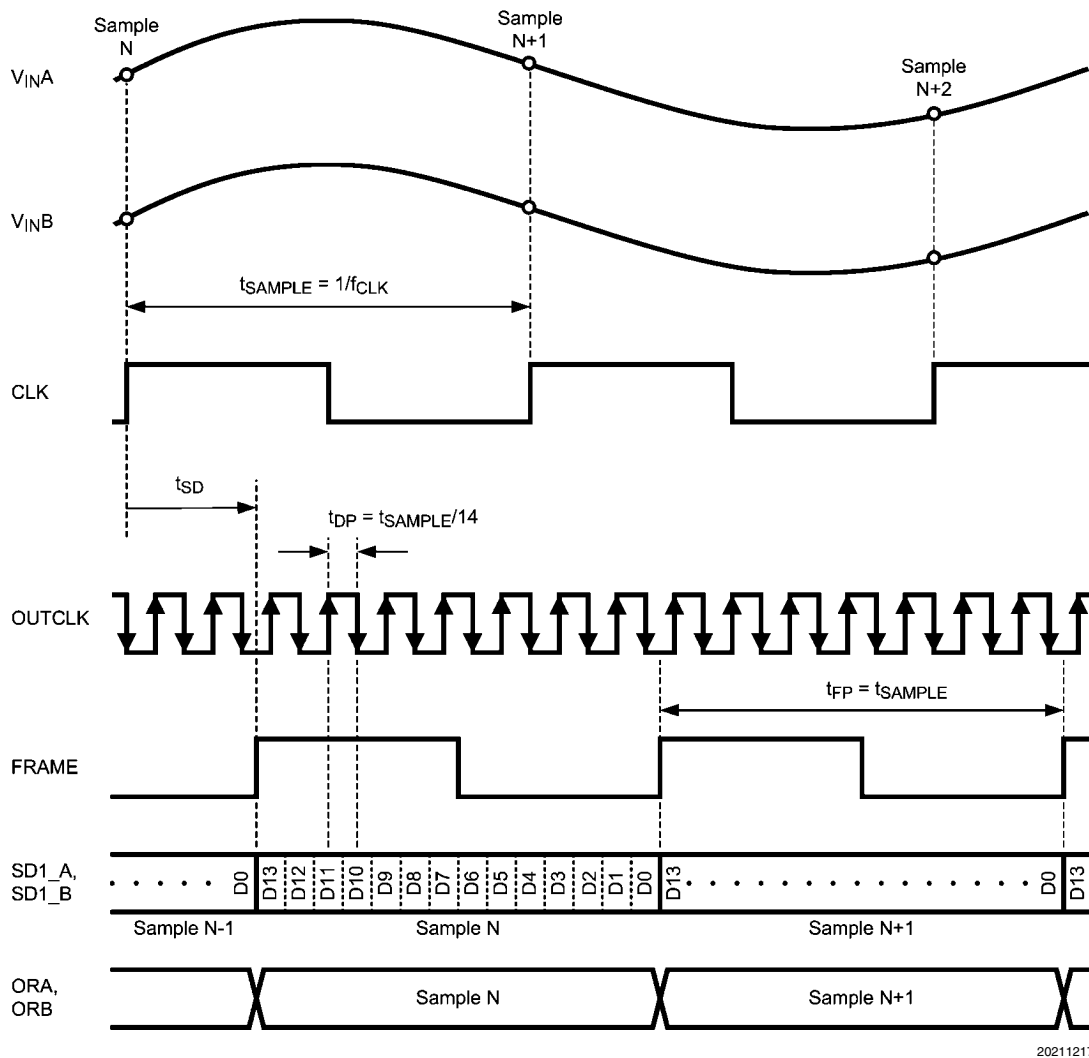 Sample
N
Sample
N+1
Sample
N+2
VINA
VINB
tSAMPLE = 1/fCLK
CLK
tSD
tDP = tSAMPLE/14
OUTCLK
tFP = tSAMPLE
FRAME
SD1_A,
SD1_B
· · · · · · D0 D13 D12 D11 D10 D9 D8 D7 D6 D5 D4 D3 D2 D1 D0 D13 · · · · · · · · · · · · · · · · · · D0 D13
Sample N-1 Sample N Sample N+1
ORA,
ORB
Sample N Sample N+1
20211217